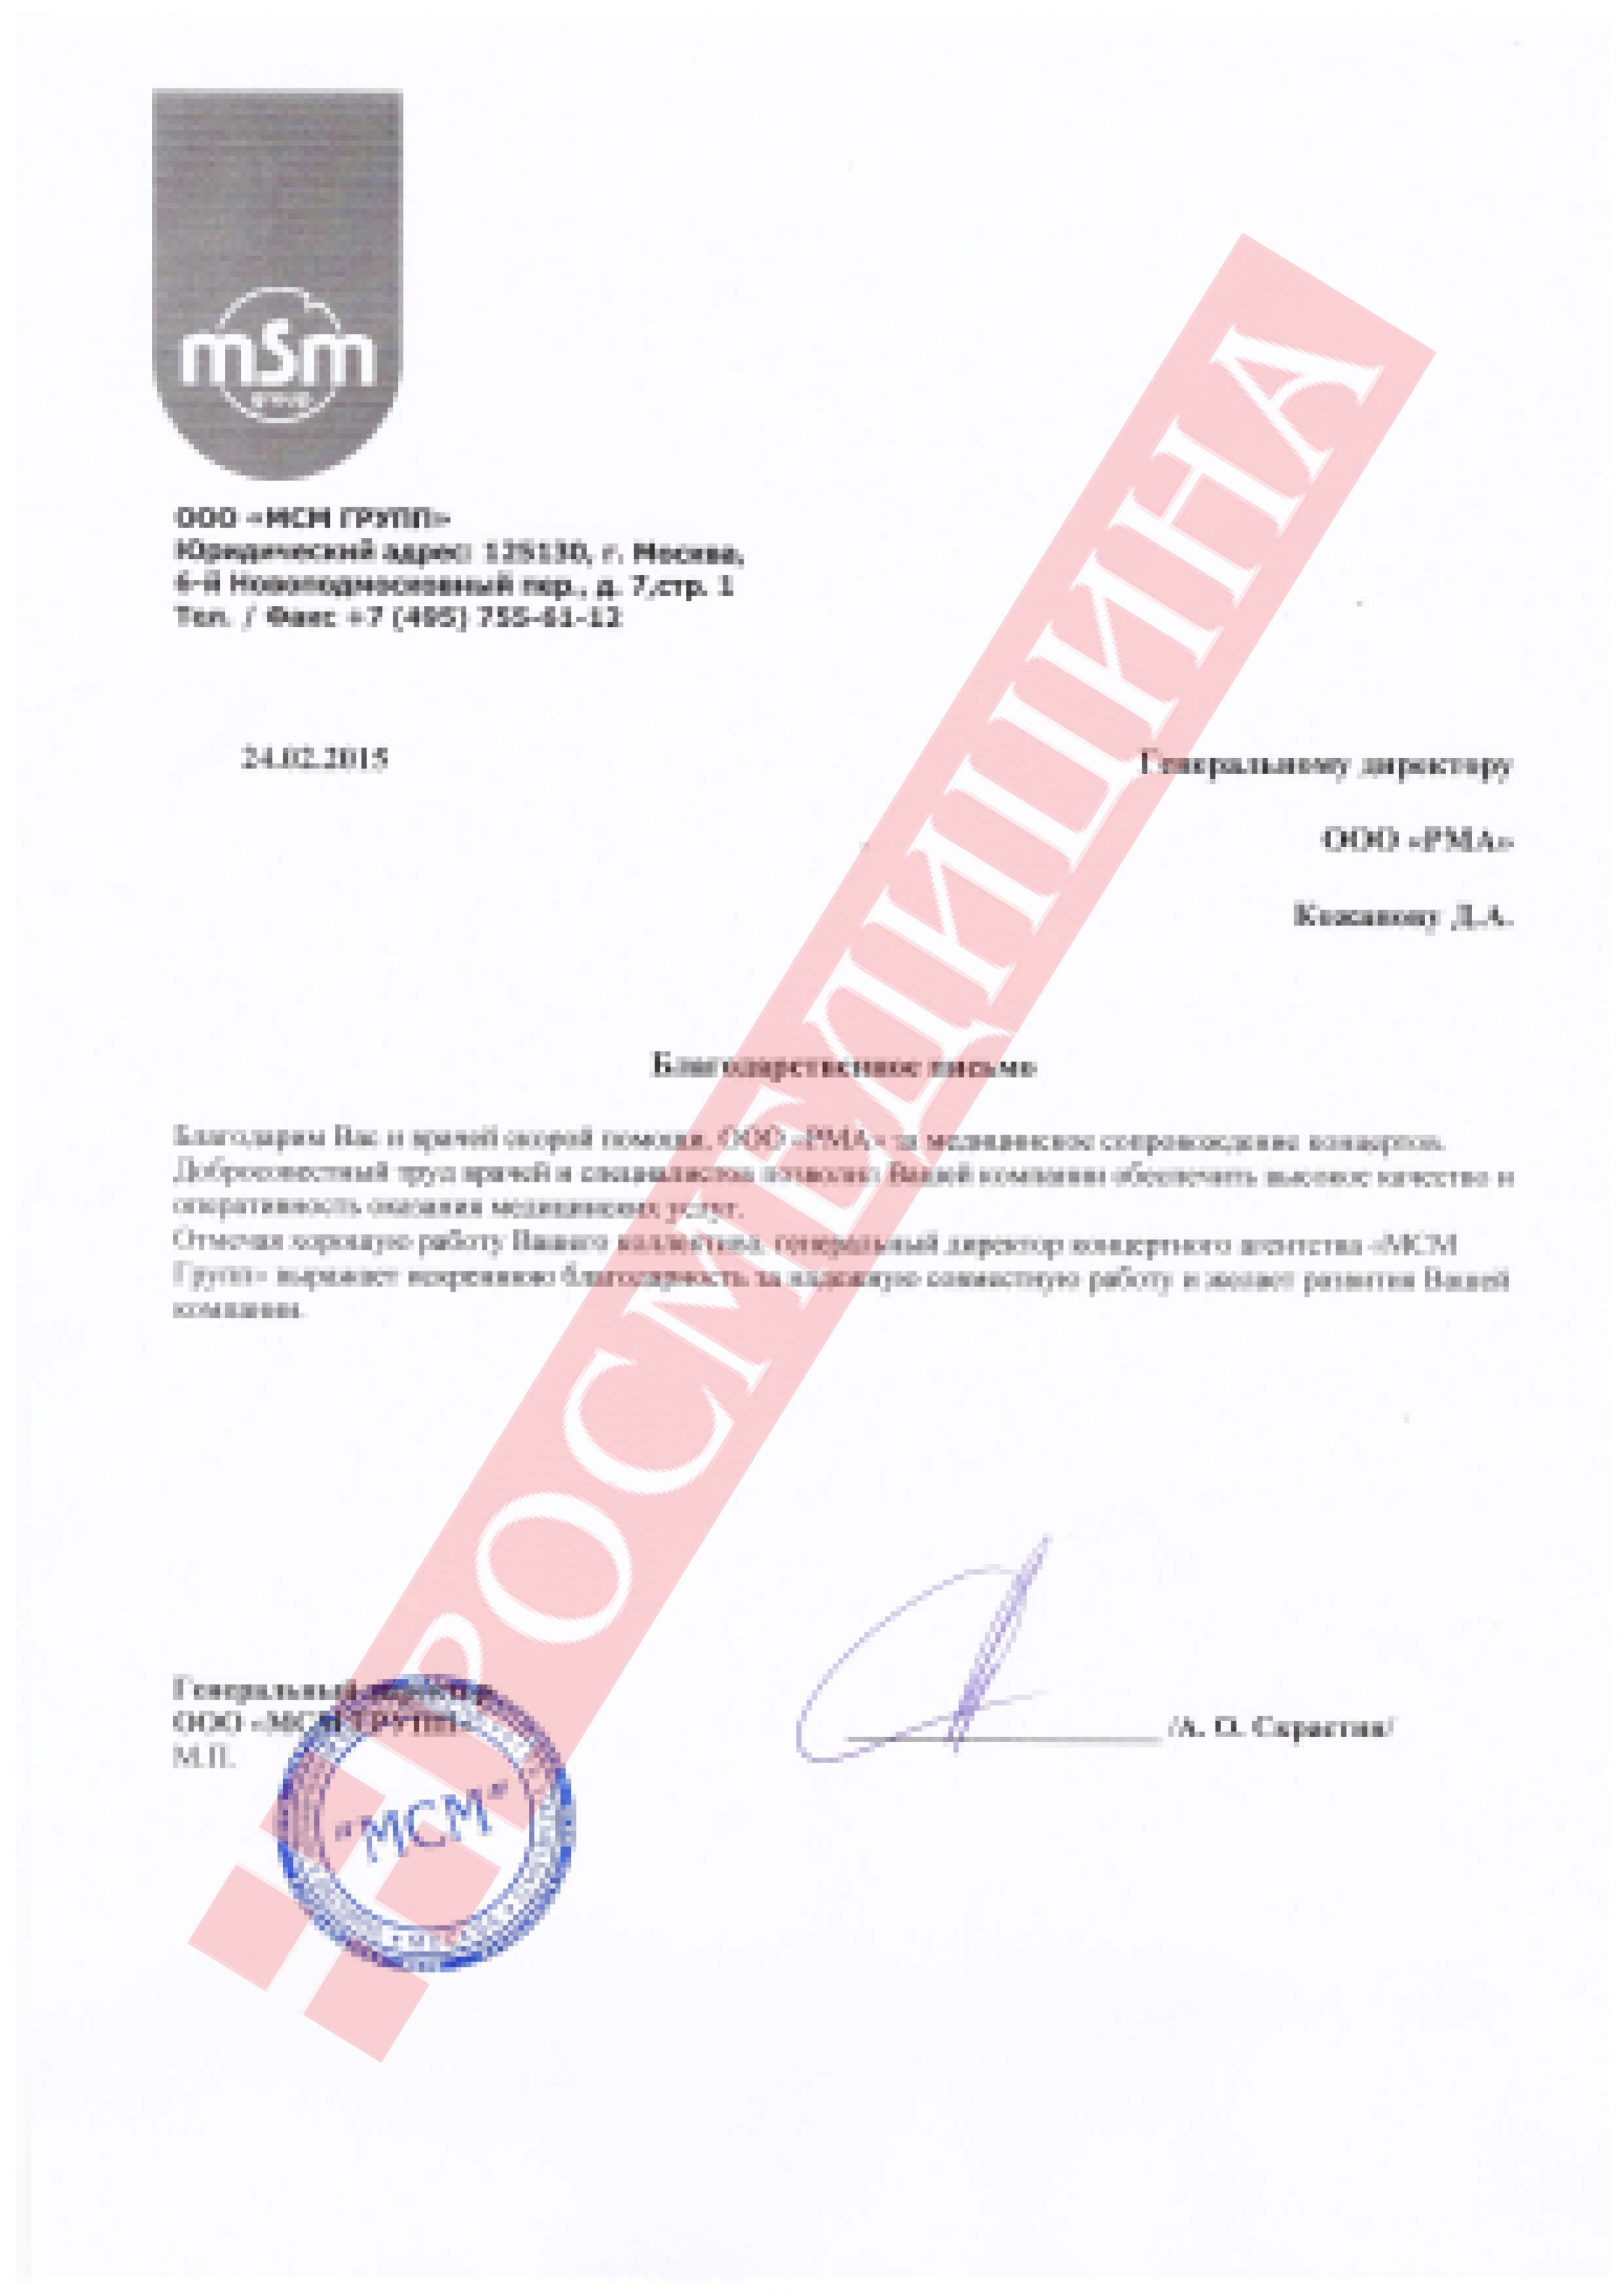 mSm
group
ООО «МСМ ГРУПП»
Юридический адрес: 125130, г. Москва,
6-й Новоподмосковный пер., д. 7,стр. 1
Тел. / Факс +7 (495) 755-61-12
24.02.2015
Генеральному директору
ООО «РМА»
Кожанову Д.А.
Благодарственное письмо
Благодарим Вас и врачей скорой помощи, ООО «РМА» за медицинское сопровождение концертов.
Добросовестный труд врачей и специалистов позволил Вашей компании обеспечить высокое качество и
оперативность оказания медицинских услуг.
Отмечая хорошую работу Вашего коллектива, генеральный директор концертного агентства «МСМ
Групп» выражает искреннюю благодарность за надежную совместную работу и желает развития Вашей
компании.
Генеральный директор
ООО «МСМ ГРУПП»
М.П.
/А. О. Скрастин/
"МСМ"
РОСМЕДИЦИНА